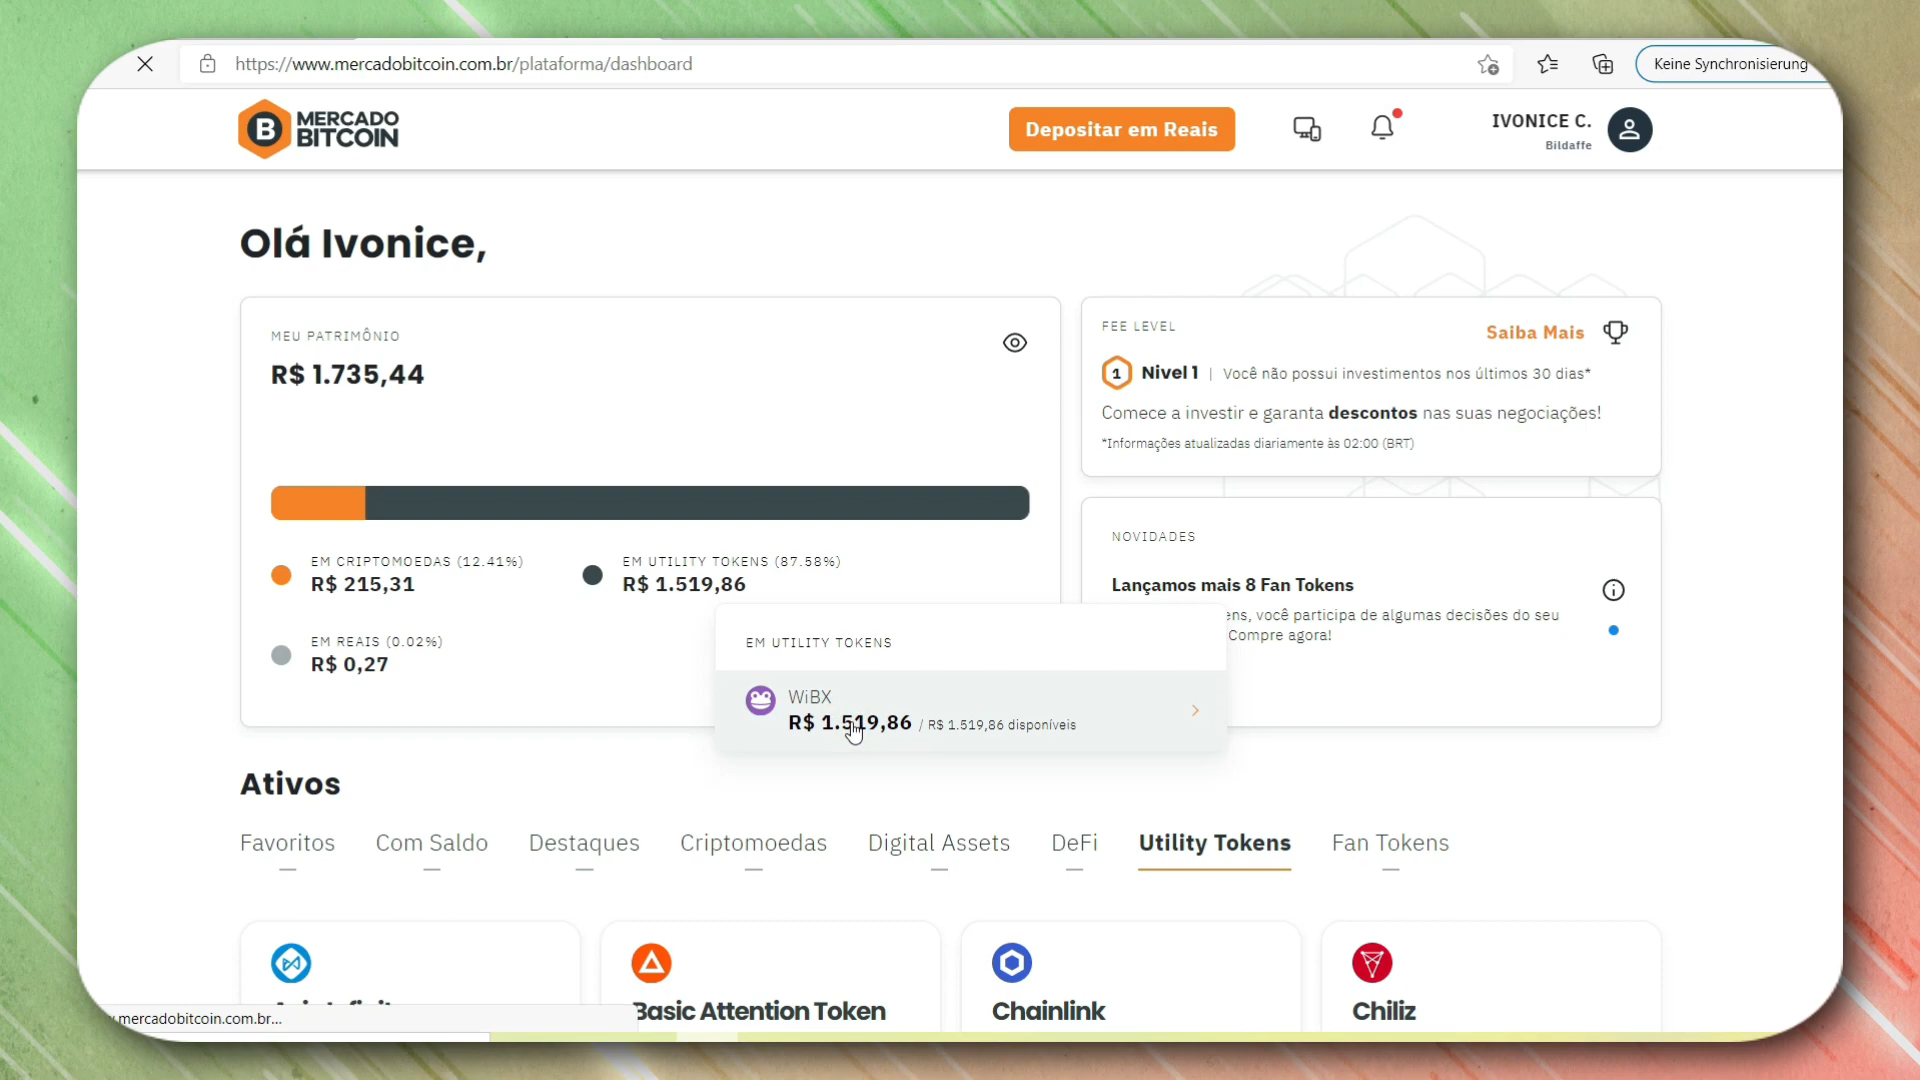 https://www.mercadobitcoin.com.br/plataforma/dashboard
Keine Synchronisierung
B MERCADO
BITCOIN
Depositar em Reais
IVONICE C.
Bildaffe
Olá Ivonice,
MEU PATRIMÔNIO
R$ 1.735,44
EM CRIPTOMOEDAS (12.41%)
R$ 215,31
EM UTILITY TOKENS (87.58%)
R$ 1.519,86
EM REAIS (0.02%)
R$ 0,27
FEE LEVEL
Saiba Mais
1 Nivel 1 | Você não possui investimentos nos últimos 30 dias*
Comece a investir e garanta descontos nas suas negociações!
*Informações atualizadas diariamente às 02:00 (BRT)
NOVIDADES
Lançamos mais 8 Fan Tokens
ens, você participa de algumas decisões do seu
Compre agora!
EM UTILITY TOKENS
WiBX
R$ 1.519,86 / R$ 1.519,86 disponíveis
Ativos
Favoritos
Com Saldo
Destaques
Criptomoedas
Digital Assets
DeFi
Utility Tokens
Fan Tokens
Basic Attention Token
Chainlink
Chiliz
.mercadobitcoin.com.br...